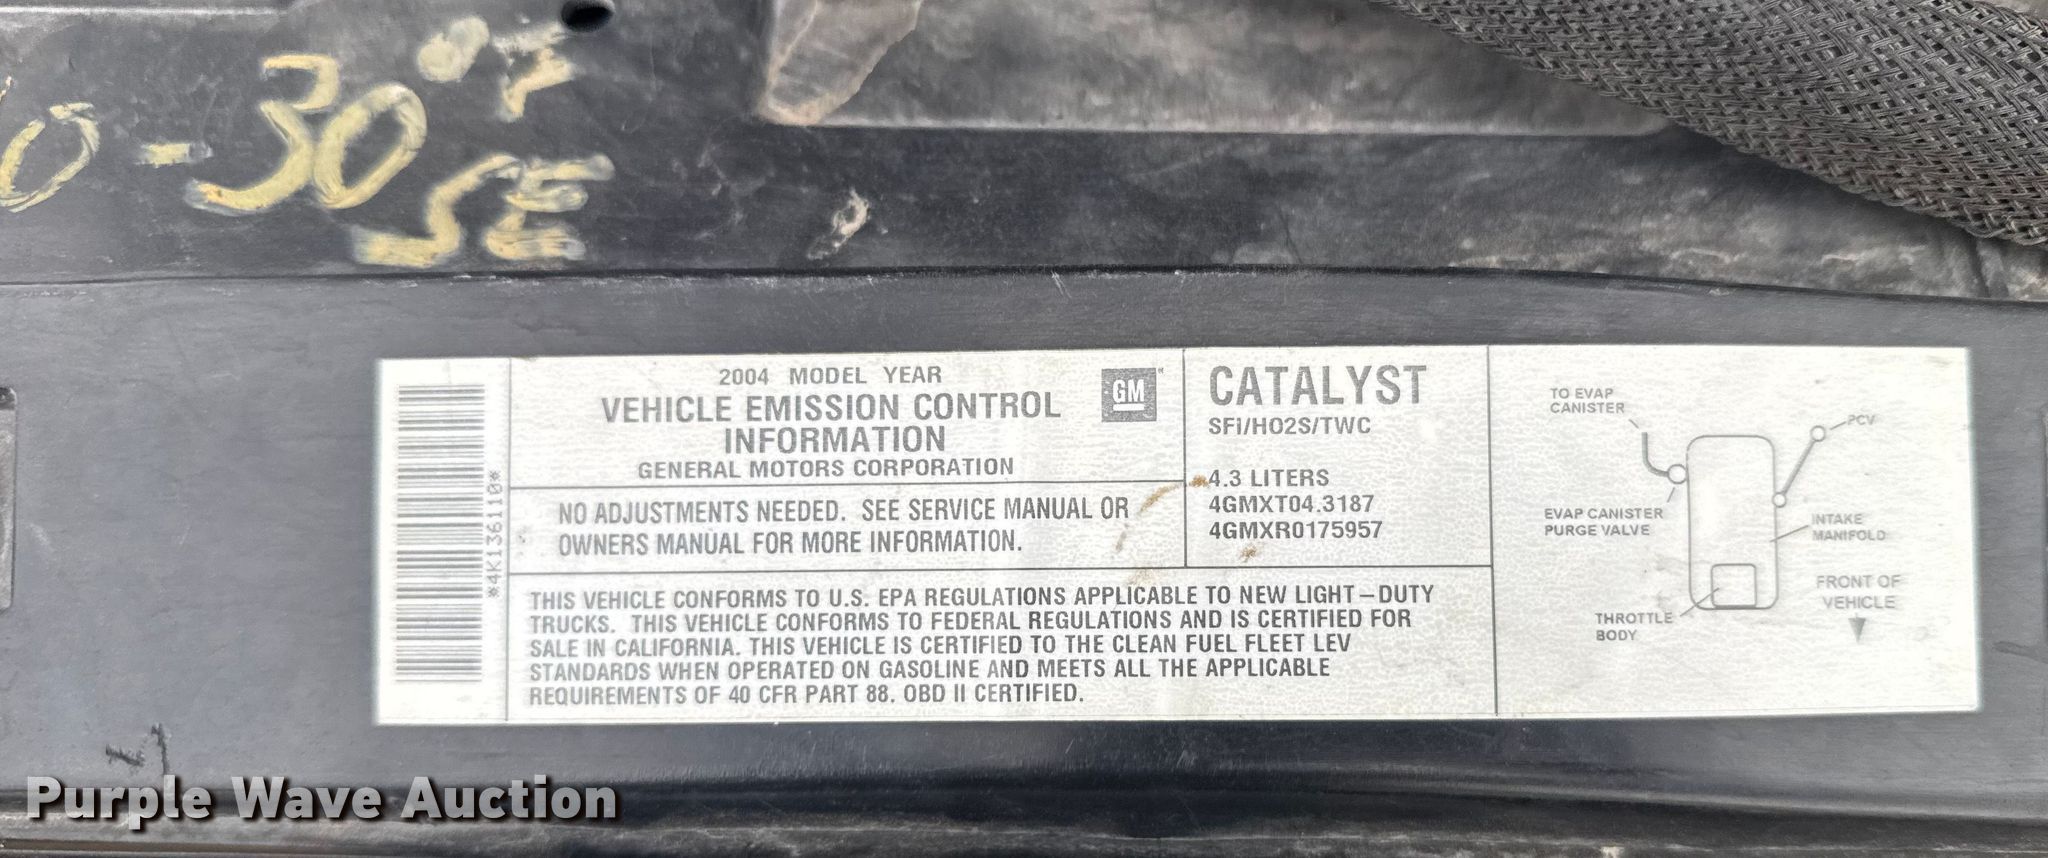 0-30 07
SE
*4K136110*
2004 MODEL YEAR
VEHICLE EMISSION CONTROL
INFORMATION
GENERAL MOTORS CORPORATION
GM
NO ADJUSTMENTS NEEDED. SEE SERVICE MANUAL OR
OWNERS MANUAL FOR MORE INFORMATION.
CATALYST
SFI/HO2S/TWC
4.3 LITERS
4GMXT04.3187
4GMXR0175957
THIS VEHICLE CONFORMS TO U.S. EPA REGULATIONS APPLICABLE TO NEW LIGHT-DUTY
TRUCKS. THIS VEHICLE CONFORMS TO FEDERAL REGULATIONS AND IS CERTIFIED FOR
SALE IN CALIFORNIA. THIS VEHICLE IS CERTIFIED TO THE CLEAN FUEL FLEET LEV
STANDARDS WHEN OPERATED ON GASOLINE AND MEETS ALL THE APPLICABLE
REQUIREMENTS OF 40 CFR PART 88. OBD II CERTIFIED.
TO EVAP
CANISTER
PCV
EVAP CANISTER
PURGE VALVE
INTAKE
MANIFOLD
THROTTLE
BODY
FRONT OF
VEHICLE
Purple Wave Auction